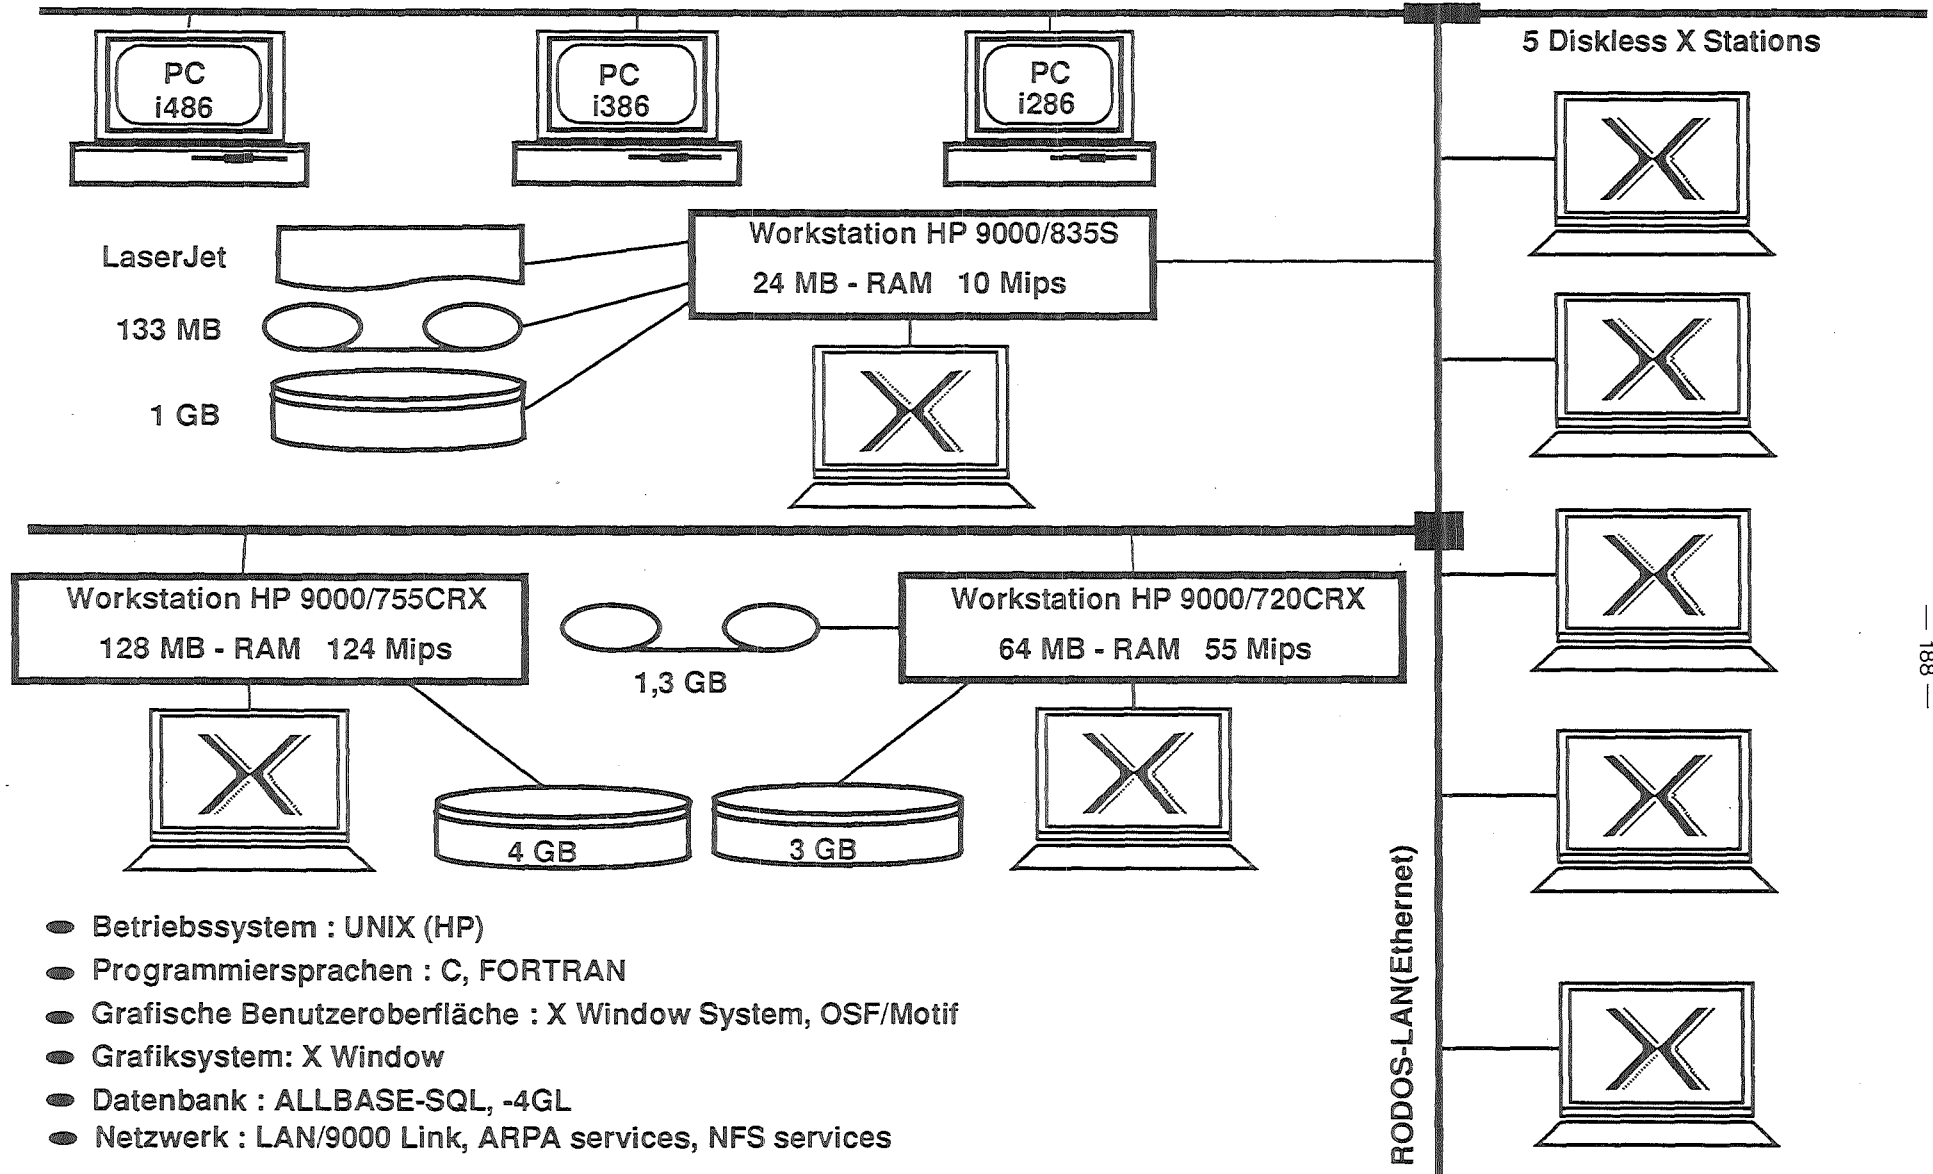 5 Diskless X Stations
PC
i486
PC
i386
PC
i286
LaserJet
133 MB
1 GB
Workstation HP 9000/835S
24 MB - RAM 10 Mips
Workstation HP 9000/755CRX
128 MB - RAM 124 Mips
1,3 GB
Workstation HP 9000/720CRX
64 MB - RAM 55 Mips
4 GB
3 GB
— 188 —
RODOS-LAN(Ethernet)
Betriebssystem : UNIX (HP)
Programmiersprachen : C, FORTRAN
Grafische Benutzeroberfläche : X Window System, OSF/Motif
Grafiksystem: X Window
Datenbank : ALLBASE-SQL, -4GL
Netzwerk : LAN/9000 Link, ARPA services, NFS services